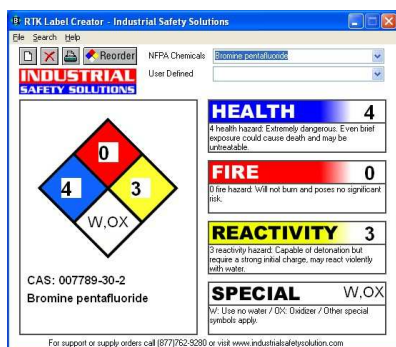 RTK Label Creator - Industrial Safety Solutions
File Search Help
Reorder
NFPA Chemicals
Bromine pentafluoride
INDUSTRIAL
SAFETY SOLUTIONS
User Defined
0
4
3
W,OX
CAS: 007789-30-2
Bromine pentafluoride
HEALTH 4
4 health hazard: Extremely dangerous. Even brief
exposure could cause death and may be
untreatable.
FIRE 0
0 fire hazard: Will not burn and poses no significant
risk.
REACTIVITY 3
3 reactivity hazard: Capable of detonation but
require a strong initial charge, may react violently
with water.
SPECIAL W,OX
W: Use no water / OX: Oxidizer / Other special
symbols apply.
For support or supply orders call (877)762-9280 or visit www.industrialsafetysolution.com